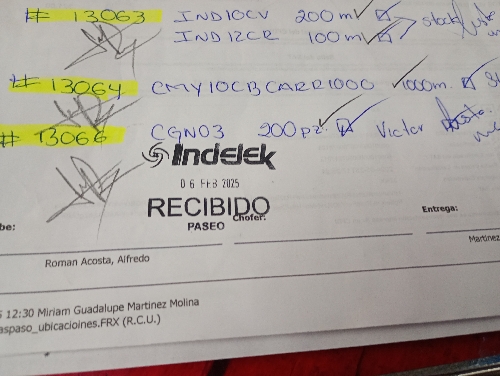 # 13063 IND10CV 200 m ✓ ☑ stock
IND12CR 100 m ✓ ☑
# 13064 CMY10CBCARR1000 ✓ 1000m. ☑
# 13066 CGN03 200 pz. ✓ ☑ Victor
Indelek
06 FEB 2025
RECIBIDO
Chofer:
PASEO
Entrega:
be:
Roman Acosta, Alfredo
Martinez
12:30 Miriam Guadalupe Martinez Molina
aspaso_ubicacioines.FRX (R.C.U.)